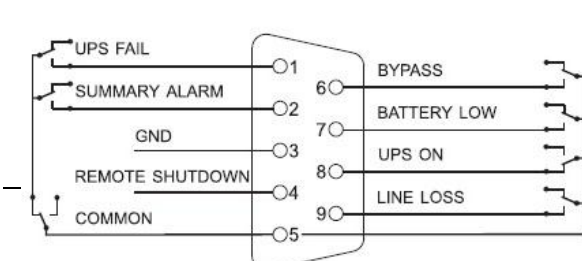 UPS FAIL
1
SUMMARY ALARM
2
GND
3
REMOTE SHUTDOWN
4
COMMON
5
BYPASS
6
BATTERY LOW
7
UPS ON
8
LINE LOSS
9